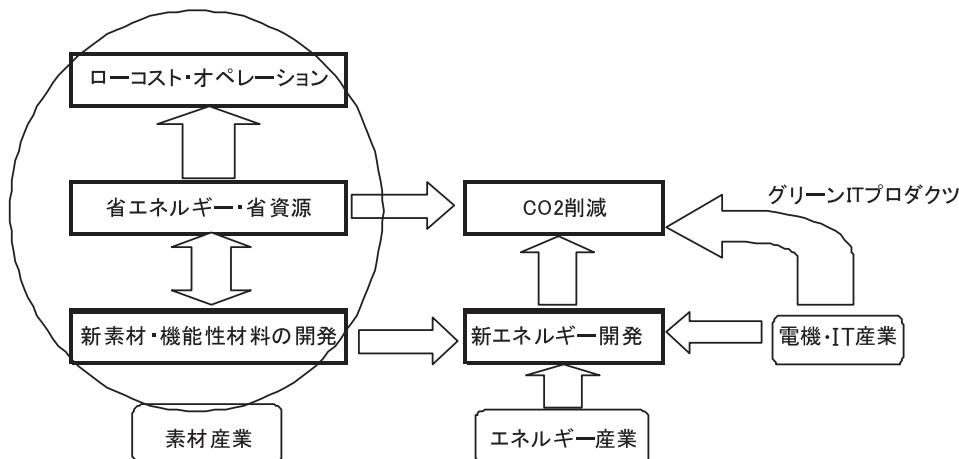 ローコスト・オペレーション
省エネルギー・省資源
CO2削減
グリーンITプロダクツ
新素材・機能性材料の開発
新エネルギー開発
電機・IT産業
素材産業
エネルギー産業